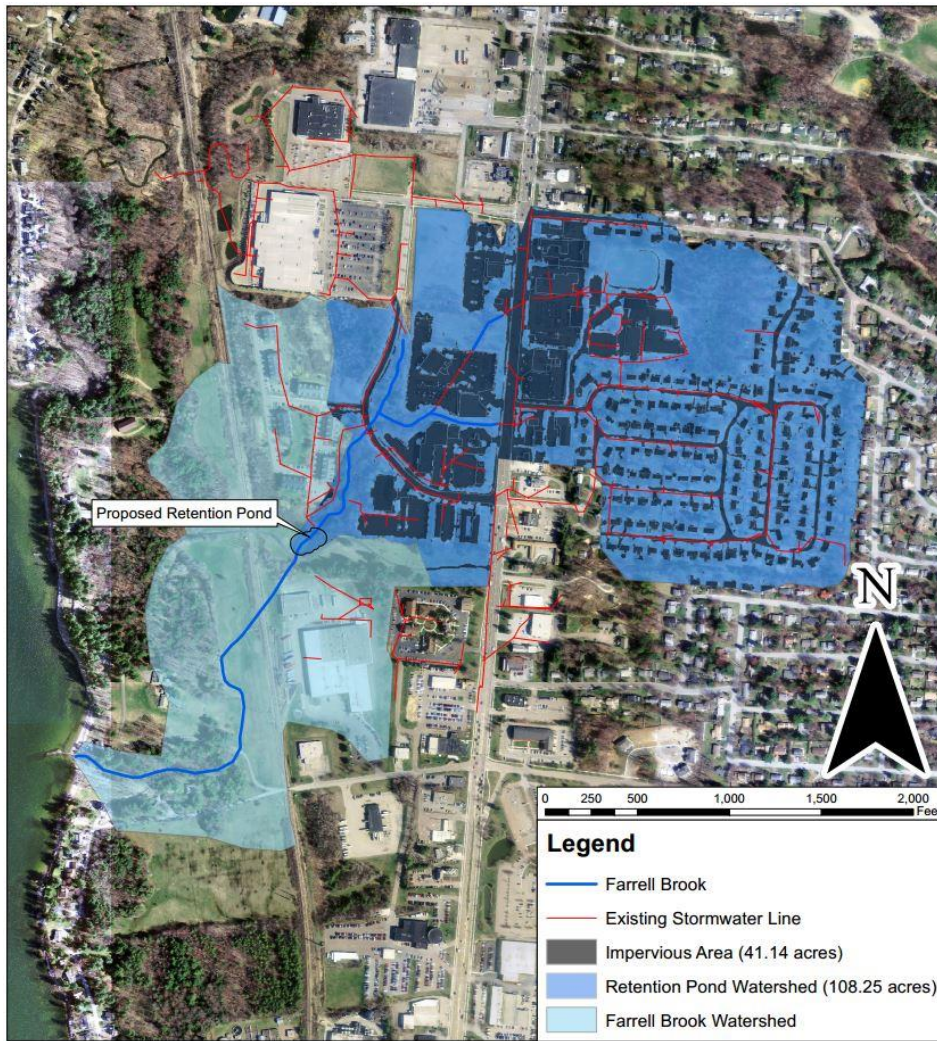 Proposed Retention Pond
N
0 250 500 1,000 1,500 2,000
Fee
Legend
Farrell Brook
Existing Stormwater Line
Impervious Area (41.14 acres)
Retention Pond Watershed (108.25 acres)
Farrell Brook Watershed